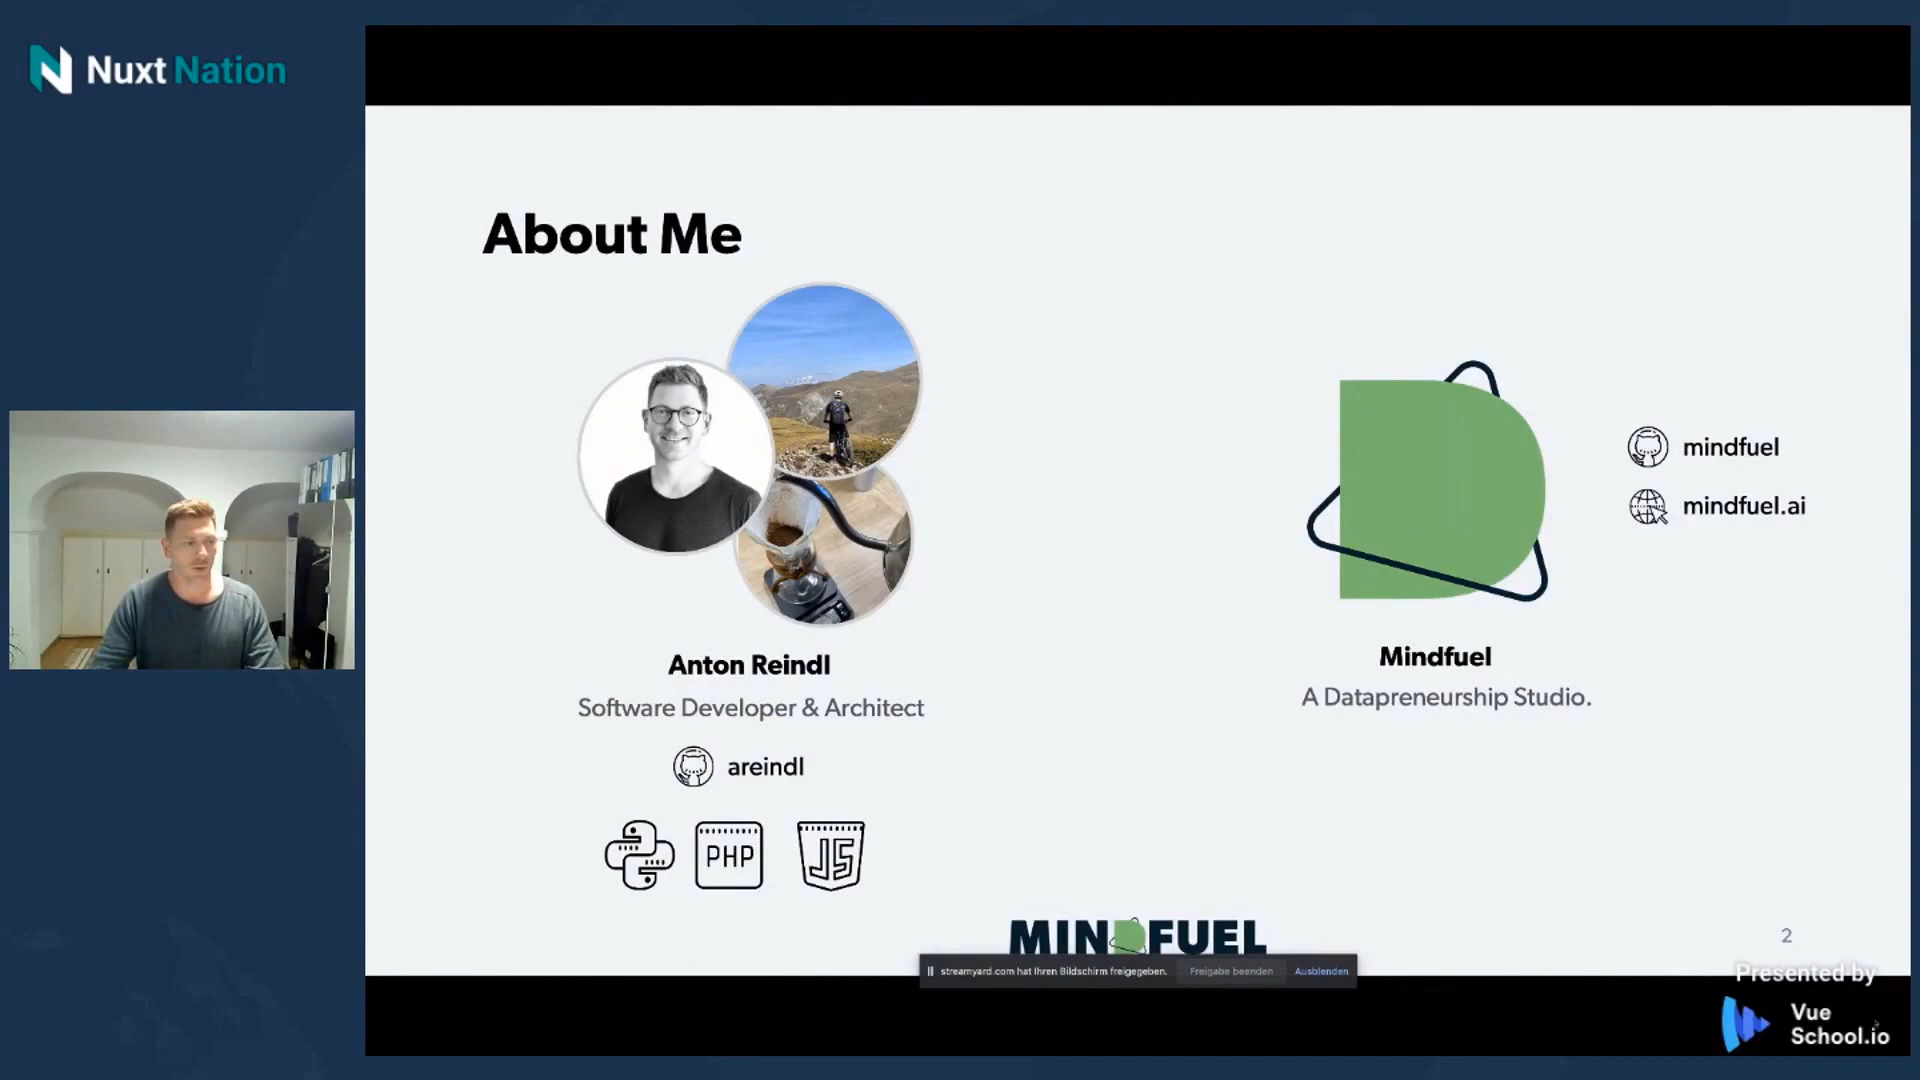 Nuxt Nation
About Me
mindfuel
mindfuel.ai
Anton Reindl
Software Developer & Architect
areindl
PHP
JS
Mindfuel
A Datapreneurship Studio.
MINDFUEL
2
streamyard.com hat Ihren Bildschirm freigegeben.
Freigabe beenden
Ausblenden
Presented by
Vue
School.io